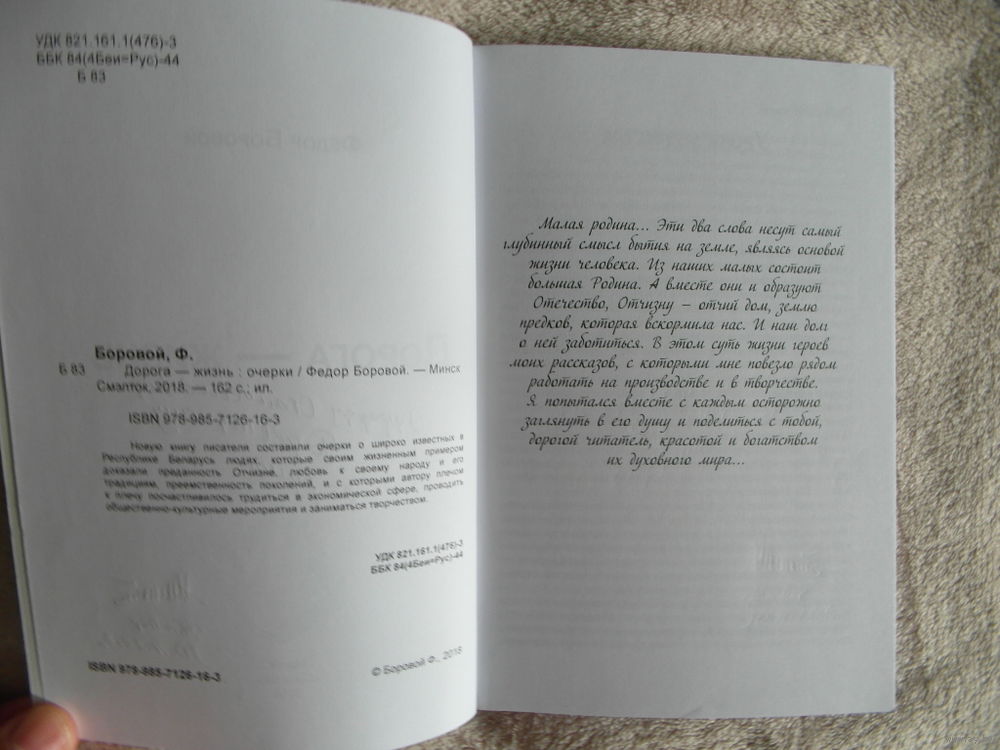 УДК 821.161.1(476)-3
ББК 84(4Беи=Рус)-44
Б 83
Боровой, Ф.
Б 83 Дорога — жизнь : очерки / Федор Боровой. — Минск
Смэлток, 2018. — 162 с.; ил.
ISBN 978-985-7126-16-3
Новую книгу писателя составили очерки о широко известных в
Республике Беларусь людях, которые своим жизненным примером
доказали преданность Отчизне, любовь к своему народу и его
традициям, преемственность поколений, и с которыми автору плечом
к плечу посчастливилось трудиться в экономической сфере, проводить
общественно-культурные мероприятия и заниматься творчеством.
УДК 821.161.1(476)-3
ББК 84(4Беи=Рус)-44
ISBN 978-985-7126-16-3
© Боровой Ф., 2018
Малая родина... Эти два слова несут самый
глубинный смысл бытия на земле, являясь основой
жизни человека. Из наших малых состоит
большая Родина. А вместе они и образуют
Отечество, Отчизну — отчий дом, землю
предков, которая вскормила нас. И наш долг
о ней заботиться. В этом суть жизни героев
моих рассказов, с которыми мне повезло рядом
работать на производстве и в творчестве.
Я попытался вместе с каждым осторожно
заглянуть в его душу и поделиться с тобой,
дорогой читатель, красотой и богатством
их духовного мира...